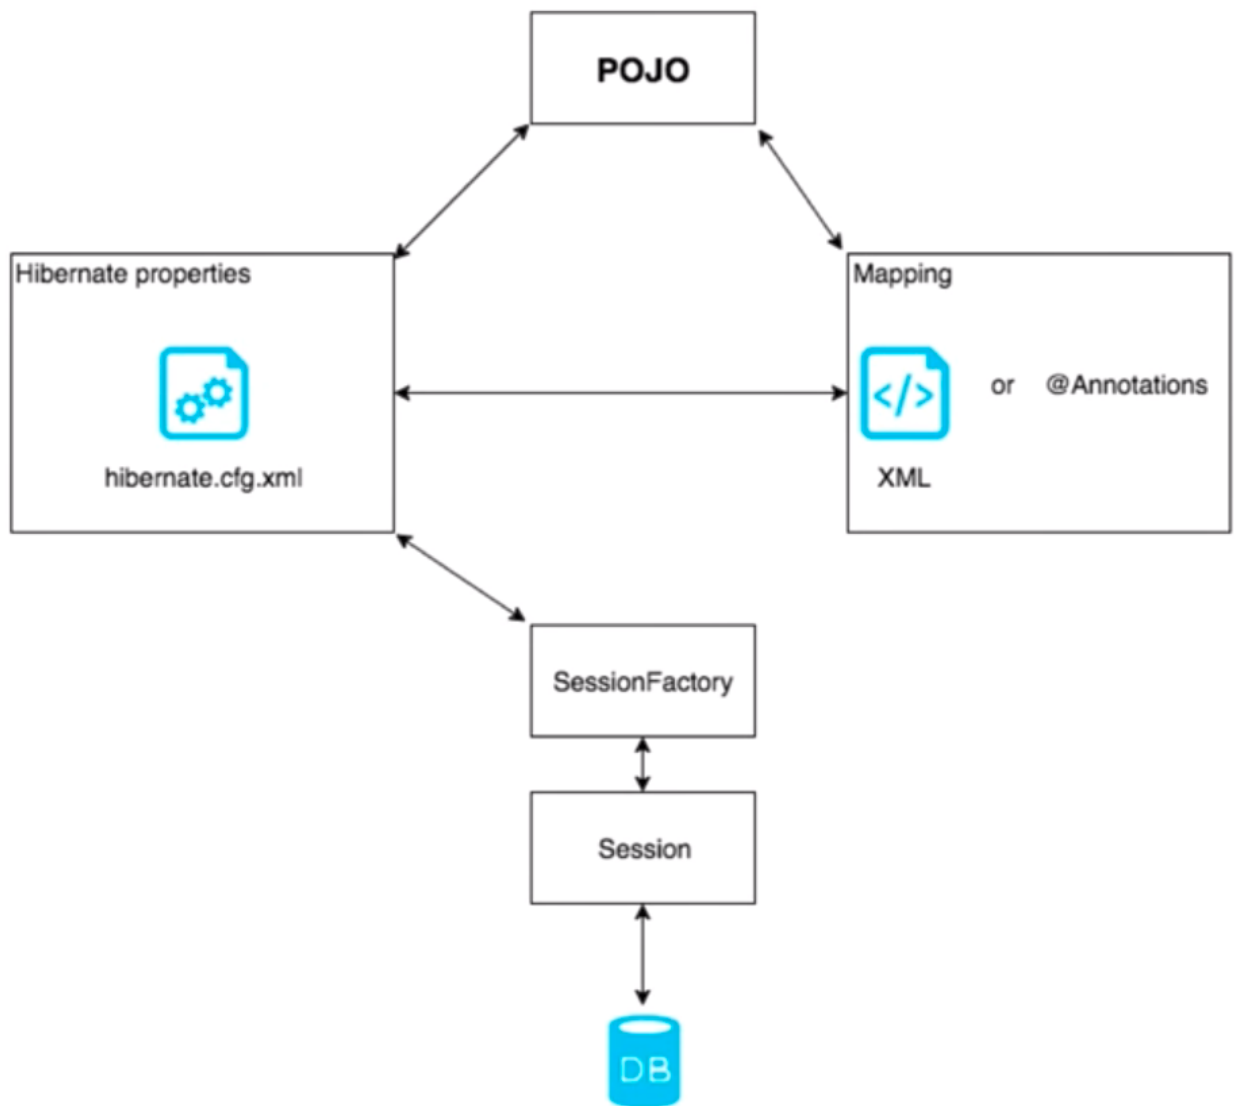 POJO
Hibernate properties
hibernate.cfg.xml
Mapping
</>
or @Annotations
XML
SessionFactory
Session
DB